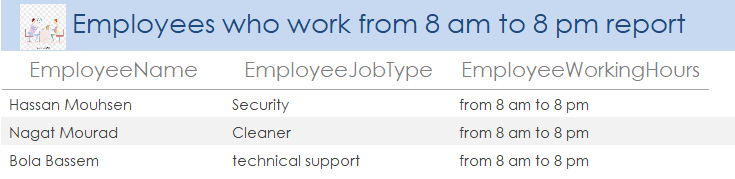 Employees who work from 8 am to 8 pm report
EmployeeName EmployeeJobType EmployeeWorkingHours
Hassan Mouhsen Security from 8 am to 8 pm
Nagat Mourad Cleaner from 8 am to 8 pm
Bola Bassem technical support from 8 am to 8 pm